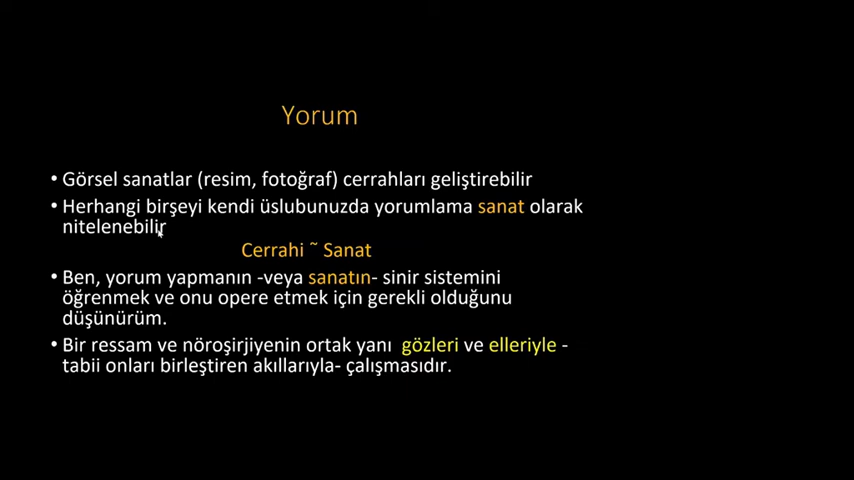 Yorum
• Görsel sanatlar (resim, fotoğraf) cerrahları geliştirebilir
• Herhangi birşeyi kendi üslubunuzda yorumlama sanat olarak
nitelenebilir
Cerrahi ~ Sanat
• Ben, yorum yapmanın -veya sanatın- sinir sistemini
öğrenmek ve onu opere etmek için gerekli olduğunu
düşünürüm.
• Bir ressam ve nöroşirjiyenin ortak yanı gözleri ve elleriyle -
tabii onları birleştiren akıllarıyla- çalışmasıdır.